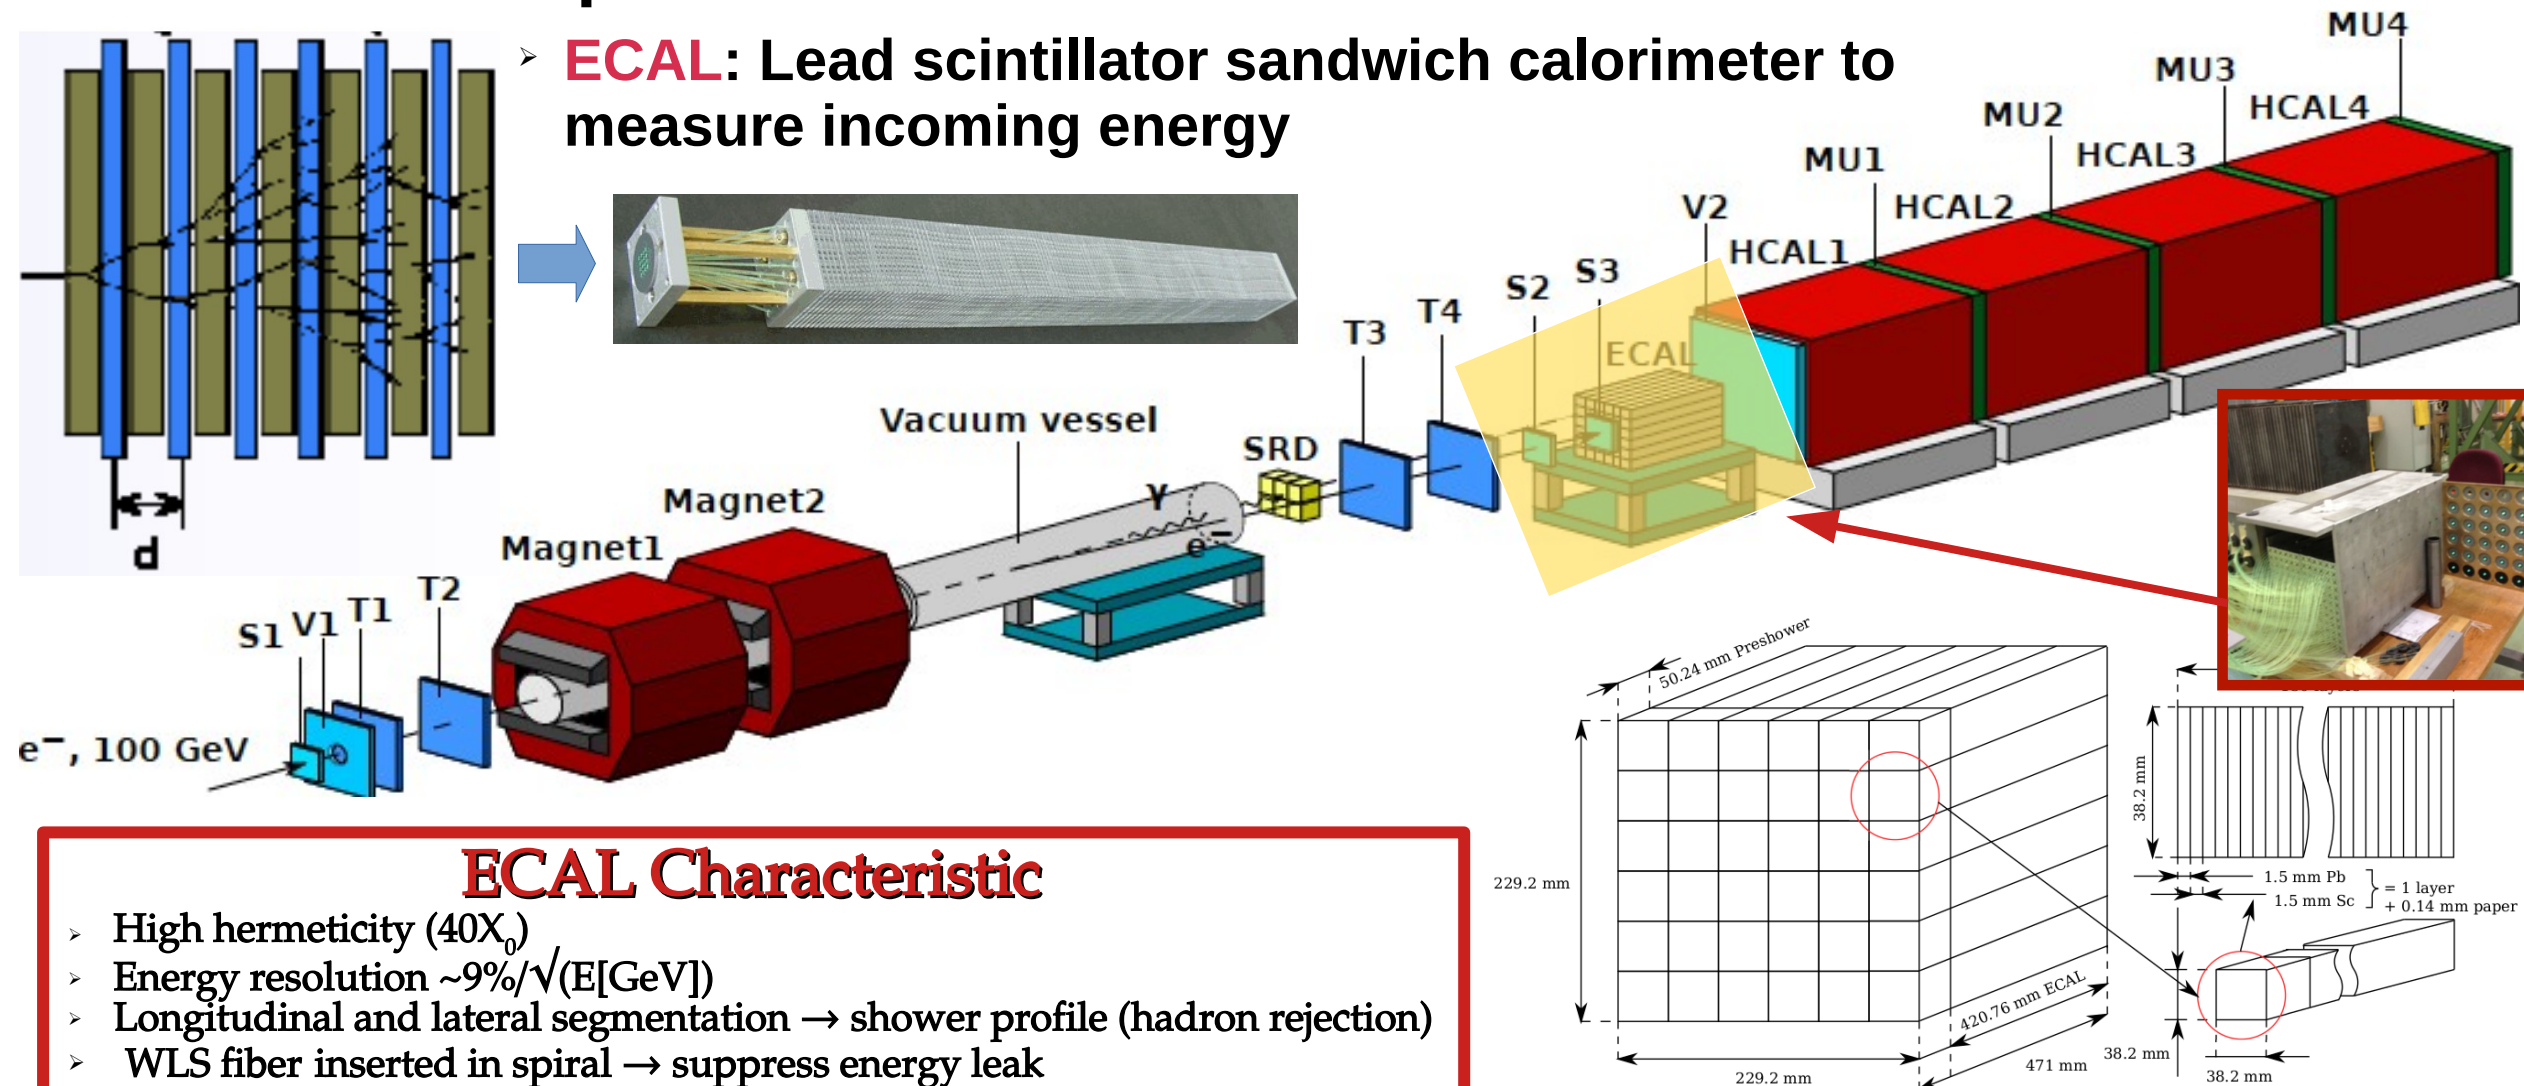 ➢ ECAL: Lead scintillator sandwich calorimeter to
measure incoming energy
d
MU4
MU3
HCAL4
MU2
HCAL3
MU1
HCAL2
V2
HCAL1
S3
S2
ECAL
T4
T3
SRD
Vacuum vessel
γ
e−
Magnet2
Magnet1
T2
T1
V1
S1
e−, 100 GeV
ECAL Characteristic
➢ High hermeticity (40X0)
➢ Energy resolution ~9%/√(E[GeV])
➢ Longitudinal and lateral segmentation → shower profile (hadron rejection)
➢ WLS fiber inserted in spiral → suppress energy leak
50.24 mm Preshower
229.2 mm
229.2 mm
420.76 mm ECAL
471 mm
38.2 mm
1.5 mm Pb
1.5 mm Sc
= 1 layer
+ 0.14 mm paper
38.2 mm
38.2 mm